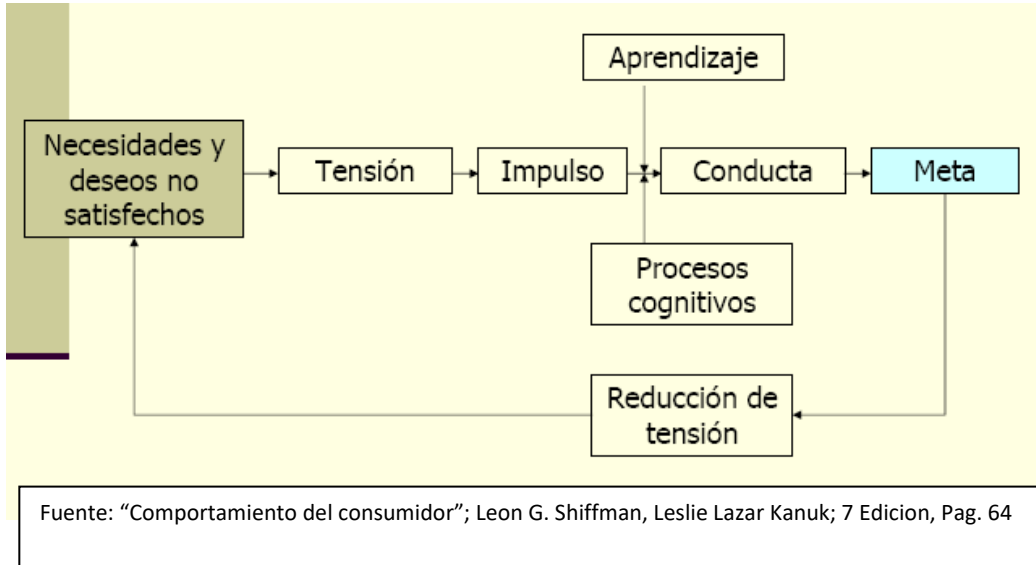 Aprendizaje
Necesidades y
deseos no
satisfechos
Tensión
Impulso
Conducta
Meta
Procesos
cognitivos
Reducción de
tensión
Fuente: “Comportamiento del consumidor”; Leon G. Shiffman, Leslie Lazar Kanuk; 7 Edicion, Pag. 64